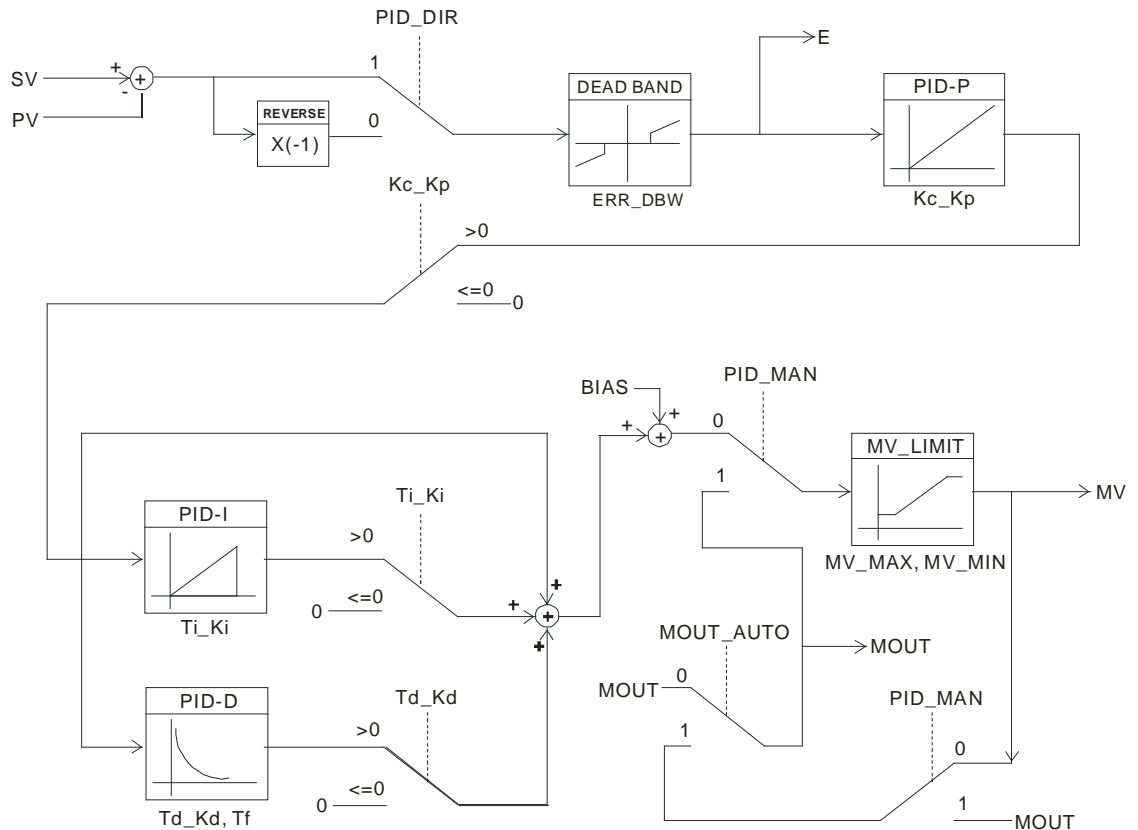 PID_DIR
E
SV
+
+
-
PV
1
0
REVERSE
X(-1)
DEAD BAND
ERR_DBW
PID-P
Kc_Kp
Kc_Kp
>0
<=0
0
BIAS
+
+
+
PID_MAN
0
1
MV_LIMIT
MV
MV_MAX, MV_MIN
PID-I
Ti_Ki
Ti_Ki
>0
0
<=0
+
+
+
+
MOUT_AUTO
MOUT
MOUT
0
1
PID_MAN
0
1
MOUT
PID-D
Td_Kd, Tf
Td_Kd
>0
0
<=0